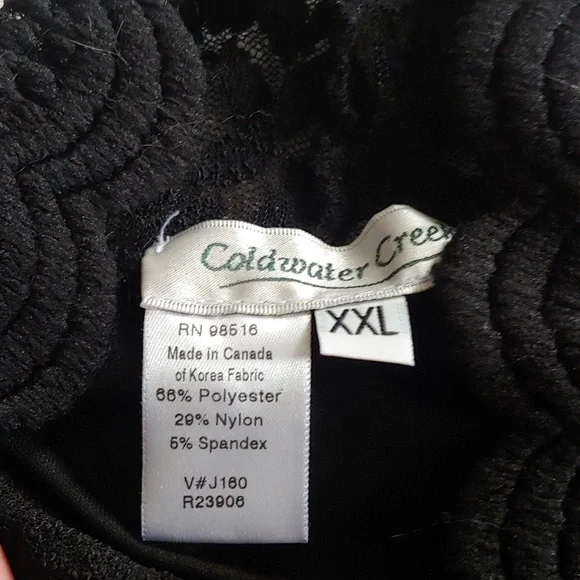 Coldwater Creek
XXL
RN 98516
Made in Canada
of Korea Fabric
66% Polyester
29% Nylon
5% Spandex
V#J160
R23906